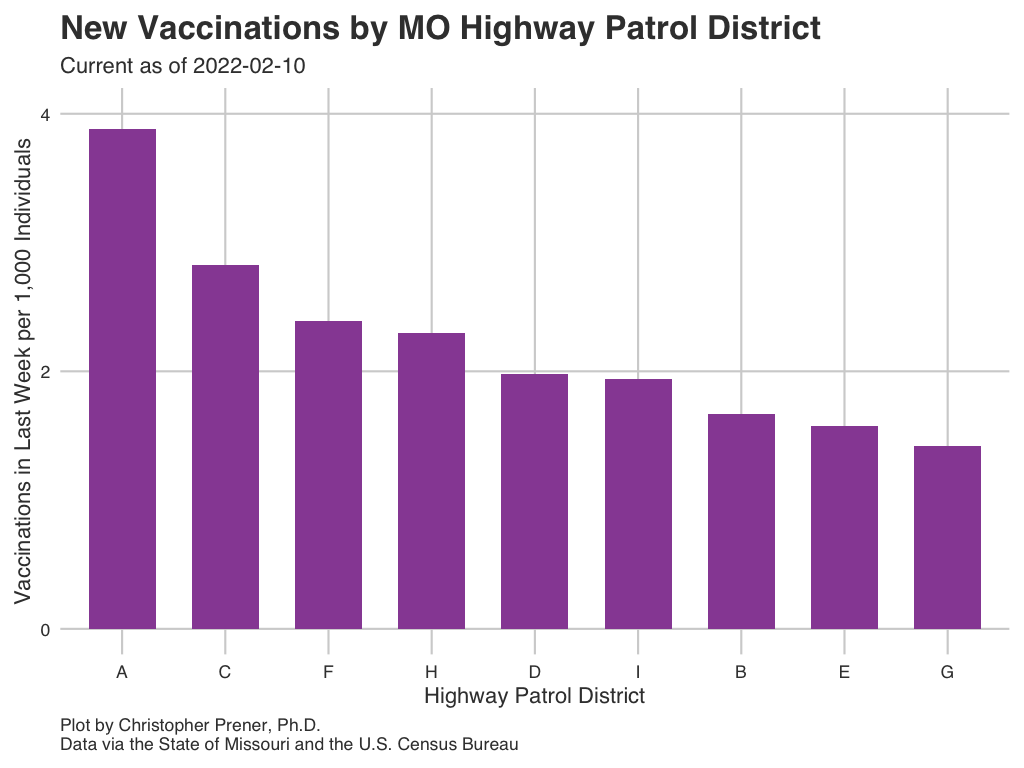 New Vaccinations by MO Highway Patrol District
Current as of 2022-02-10
Vaccinations in Last Week per 1,000 Individuals
4
2
0
A C F H D I B E G
Highway Patrol District
Plot by Christopher Prener, Ph.D.
Data via the State of Missouri and the U.S. Census Bureau